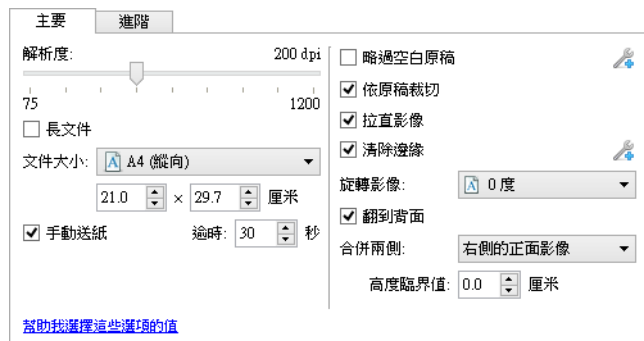 主要
進階
解析度:
200 dpi
75
1200
長文件
文件大小:
A4 (縱向)
21.0 × 29.7 厘米
手動送紙
逾時: 30 秒
幫助我選擇這些選項的值
略過空白原稿
依原稿裁切
拉直影像
清除邊緣
旋轉影像:
0 度
翻到背面
合併兩側:
右側的正面影像
高度臨界值: 0.0 厘米